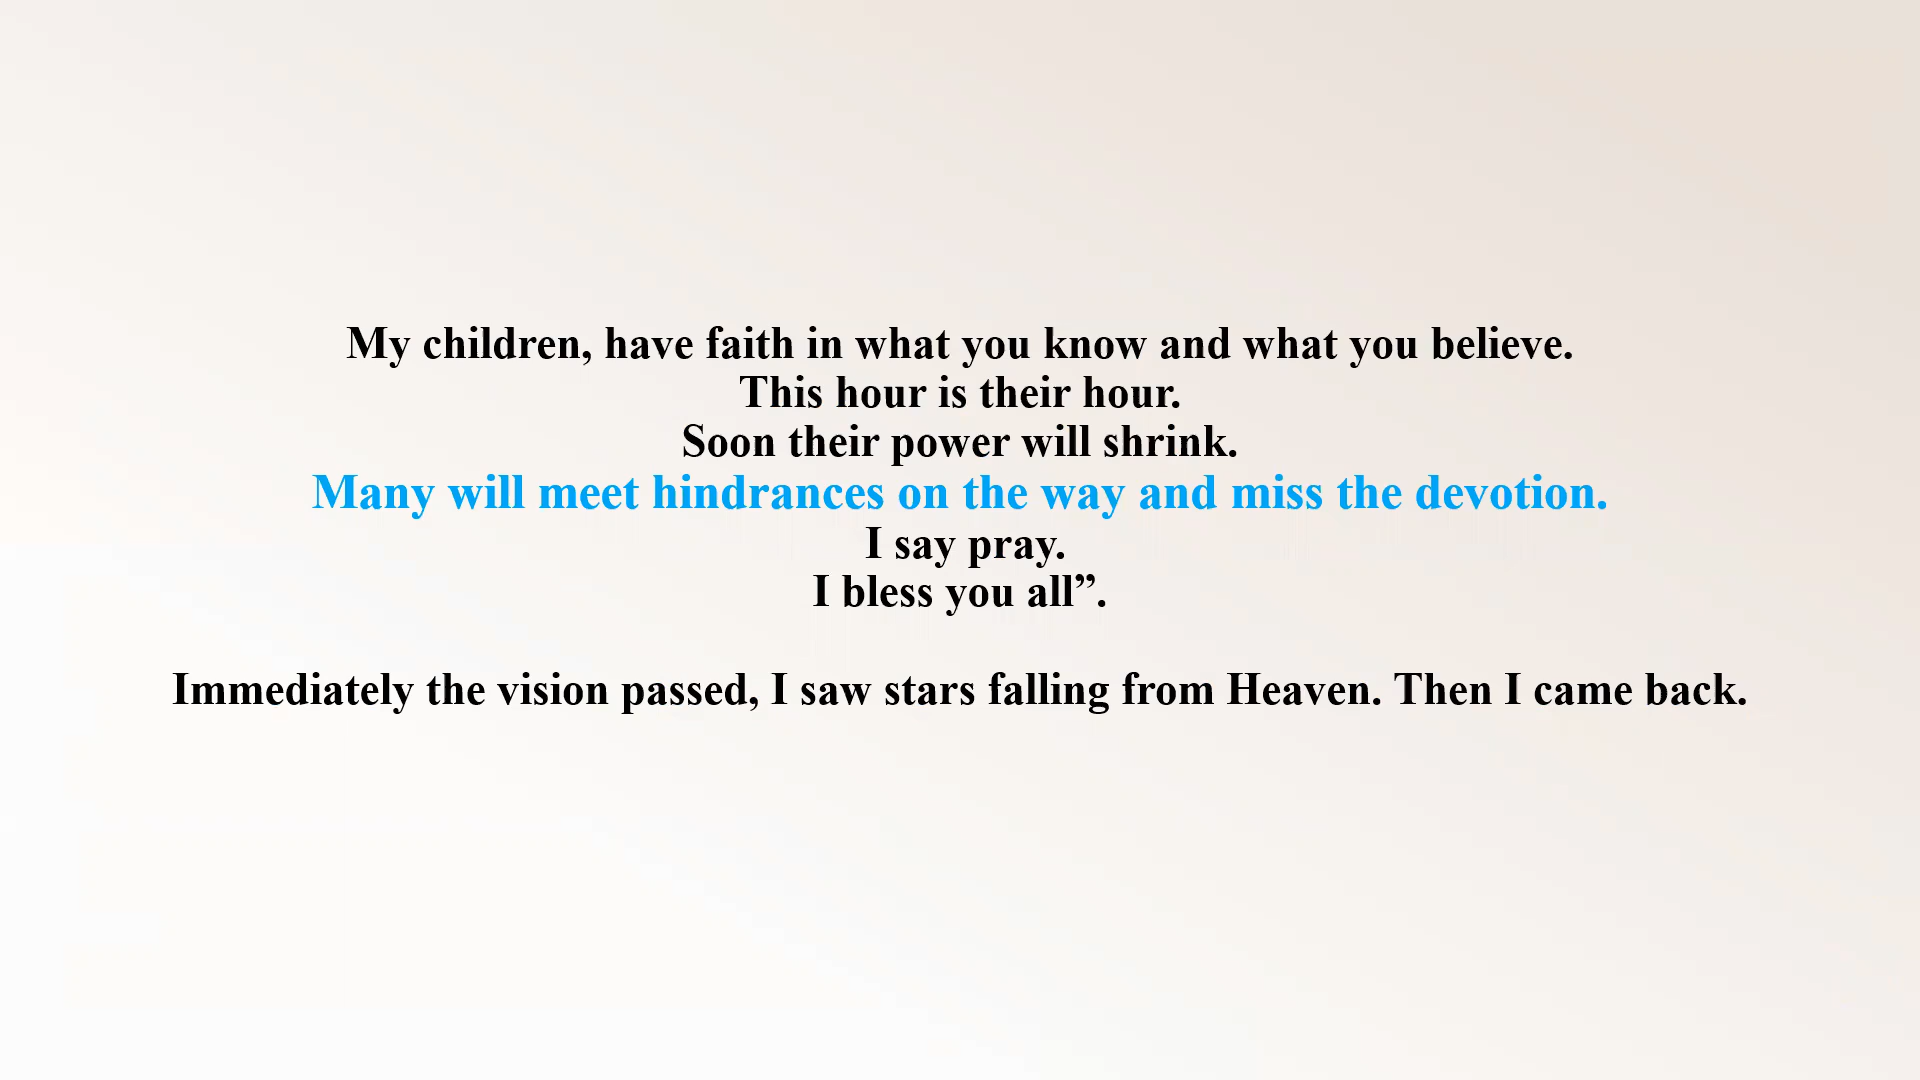 My children, have faith in what you know and what you believe.
This hour is their hour.
Soon their power will shrink.
Many will meet hindrances on the way and miss the devotion.
I say pray.
I bless you all”.
Immediately the vision passed, I saw stars falling from Heaven. Then I came back.